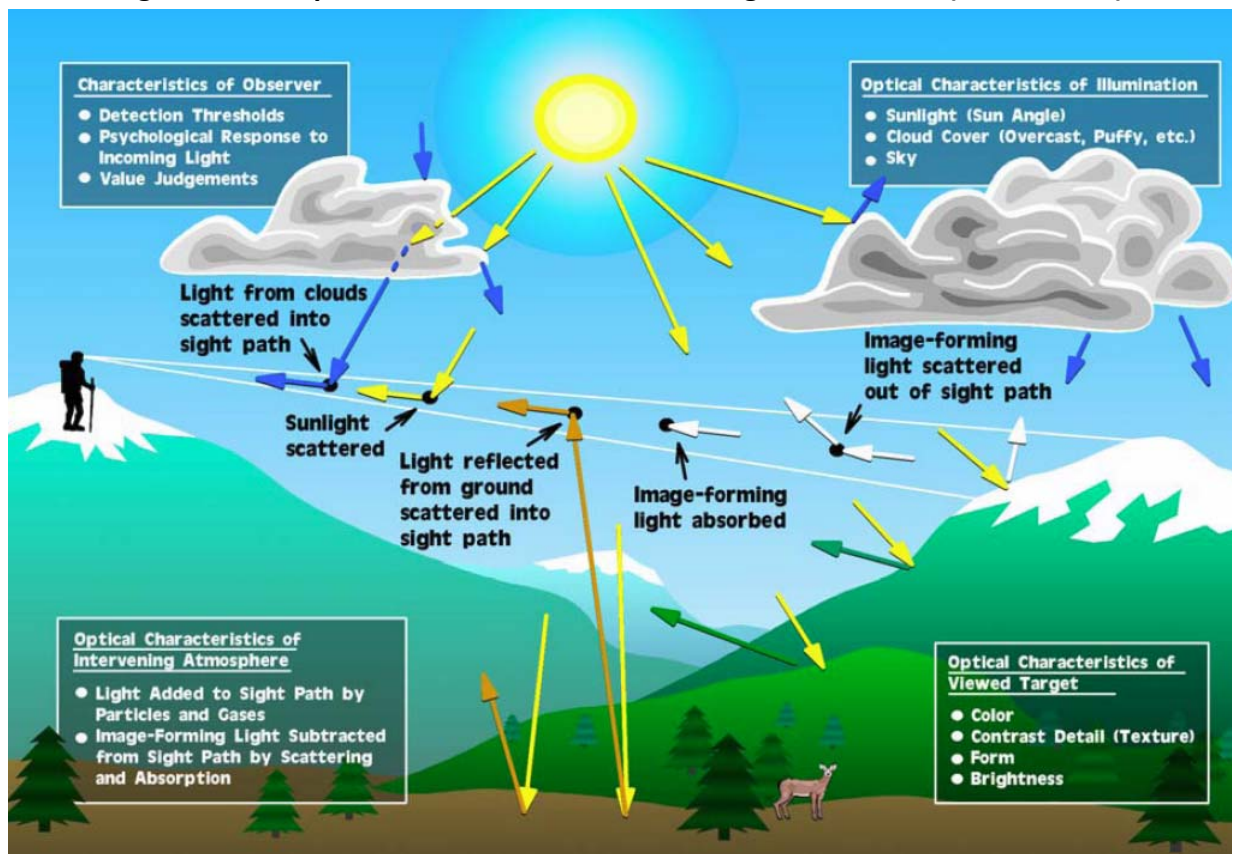 Characteristics of Observer
● Detection Thresholds
● Psychological Response to
Incoming Light
● Value Judgements
Optical Characteristics of Illumination
● Sunlight (Sun Angle)
● Cloud Cover (Overcast, Puffy, etc.)
● Sky
Light from clouds
scattered into
sight path
Sunlight
scattered
Light reflected
from ground
scattered into
sight path
Image-forming
light absorbed
Image-forming
light scattered
out of sight path
Optical Characteristics of
Intervening Atmosphere
● Light Added to Sight Path by
Particles and Gases
● Image-Forming Light Subtracted
from Sight Path by Scattering
and Absorption
Optical Characteristics of
Viewed Target
● Color
● Contrast Detail (Texture)
● Form
● Brightness